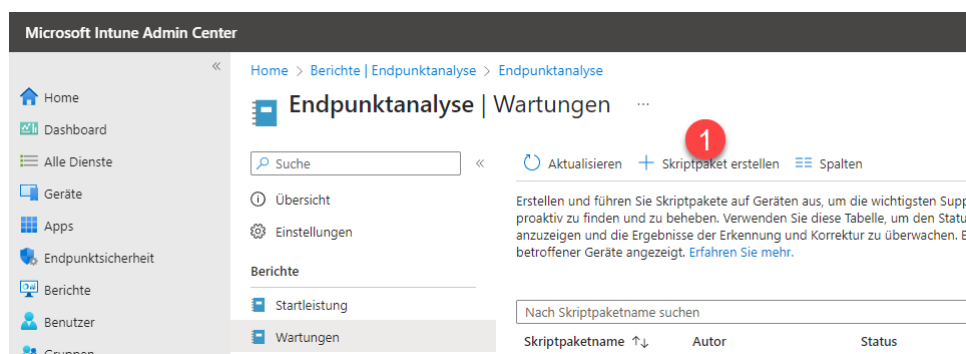 Microsoft Intune Admin Center
«
Home > Berichte | Endpunktanalyse > Endpunktanalyse
Home
Dashboard
Alle Dienste
Geräte
Apps
Endpunktsicherheit
Berichte
Benutzer
Gruppen
Endpunktanalyse | Wartungen ...
Suche
«
Übersicht
Einstellungen
Berichte
Startleistung
Wartungen
1
Aktualisieren + Skriptpaket erstellen Spalten
Erstellen und führen Sie Skriptpakete auf Geräten aus, um die wichtigsten Supp
proaktiv zu finden und zu beheben. Verwenden Sie diese Tabelle, um den Statu
anzuzeigen und die Ergebnisse der Erkennung und Korrektur zu überwachen. E
betroffener Geräte angezeigt. Erfahren Sie mehr.
Nach Skriptpaketname suchen
Skriptpaketname ↑↓ Autor Status